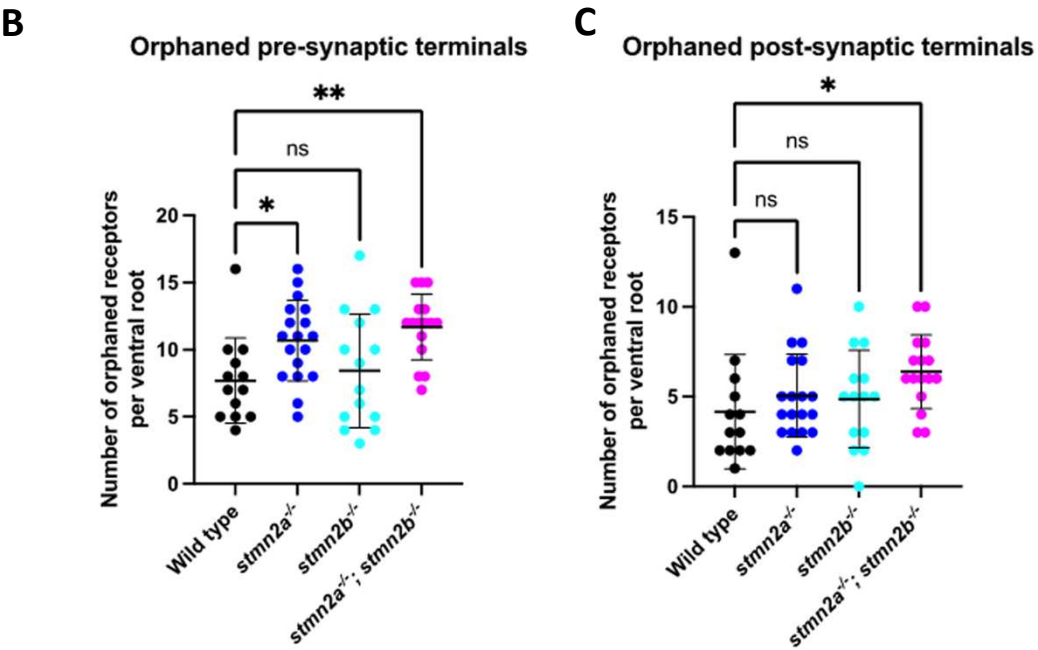 B
Orphaned pre-synaptic terminals
**
ns
*
Number of orphaned receptors
per ventral root
20
15
10
5
0
Wild type
stmn2a-/-
stmn2b-/-
stmn2a-/-; stmn2b-/-
C
Orphaned post-synaptic terminals
*
ns
ns
Number of orphaned receptors
per ventral root
15
10
5
0
Wild type
stmn2a-/-
stmn2b-/-
stmn2a-/-; stmn2b-/-